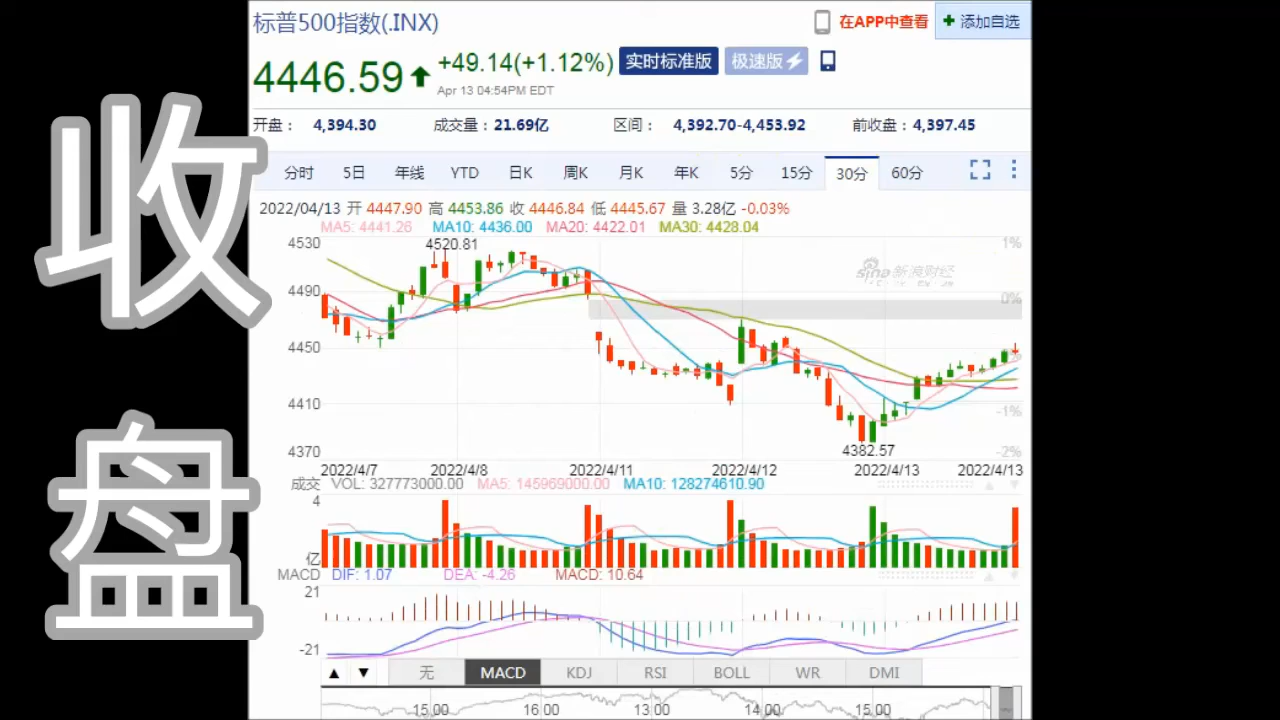 收
盘
标普500指数(.INX)
在APP中查看
添加自选
4446.59
+49.14(+1.12%)
实时标准版
极速版
Apr 13 04:54PM EDT
开盘： 4,394.30 成交量：21.69亿 区间： 4,392.70-4,453.92 前收盘：4,397.45
分时 5日 年线 YTD 日K 周K 月K 年K 5分 15分 30分 60分
2022/04/13 开 4447.90 高 4453.86 收 4446.84 低 4445.67 量 3.28亿 -0.03%
MA5: 4441.26 MA10: 4436.00 MA20: 4422.01 MA30: 4428.04
4530 4520.81 1%
sina 新浪财经
4490 0%
4450
4410 -1%
4370 4382.57 -2%
2022/4/7 2022/4/8 2022/4/11 2022/4/12 2022/4/13 2022/4/13
成交 VOL: 327773000.00 MA5: 145969000.00 MA10: 128274610.90
4
亿
MACD DIF: 1.07 DEA: -4.26 MACD: 10.64
21
-21
▲ ▼ 无 MACD KDJ RSI BOLL WR DMI
15:00 16:00 13:00 14:00 15:00